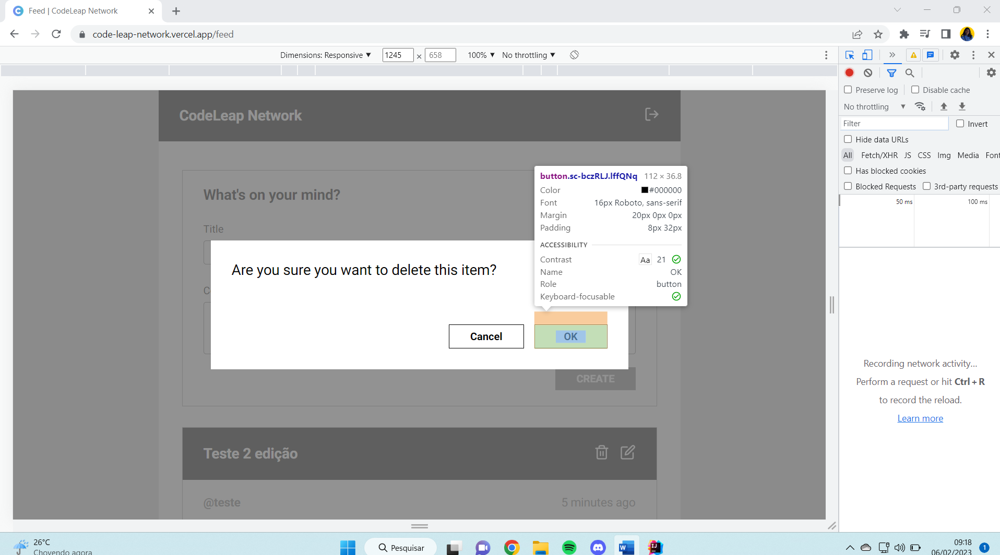 Feed | CodeLeap Network
code-leap-network.vercel.app/feed
Dimensions: Responsive ▼ 1245 × 658 100% ▼ No throttling ▼
CodeLeap Network
What's on your mind?
Title
C
Are you sure you want to delete this item?
Cancel
OK
CREATE
Teste 2 edição
@teste
5 minutes ago
button.sc-bczRLJ.lffQNq 112 × 36.8
Color #000000
Font 16px Roboto, sans-serif
Margin 20px 0px 0px
Padding 8px 32px
ACCESSIBILITY
Contrast Aa 21
Name OK
Role button
Keyboard-focusable
Preserve log Disable cache
No throttling ▼
Filter Invert
Hide data URLs
All Fetch/XHR JS CSS Img Media Font
Has blocked cookies
Blocked Requests 3rd-party requests
50 ms 100 ms
Recording network activity…
Perform a request or hit Ctrl + R
to record the reload.
Learn more
26°C
Chovendo agora
Pesquisar
W
IJ
09:18
06/02/2023
1